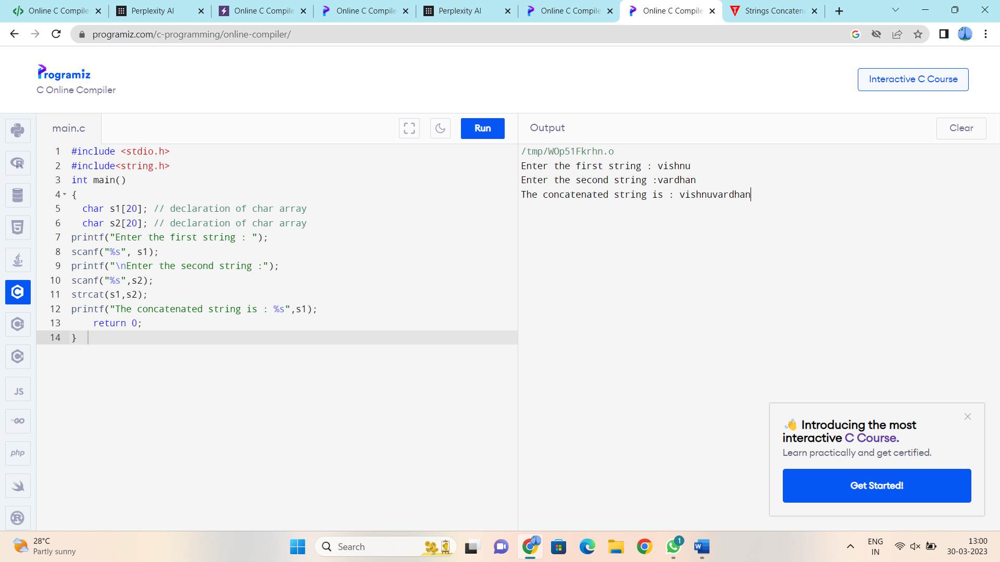 Online C Compile
Perplexity AI
Online C Compile
Online C Compile
Perplexity AI
Online C Compile
Online C Compile
Strings Concaten
programiz.com/c-programming/online-compiler/
Programiz
C Online Compiler
Interactive C Course
main.c
Run
Output
Clear
1 #include <stdio.h>
2 #include<string.h>
3 int main()
4 {
5 char s1[20]; // declaration of char array
6 char s2[20]; // declaration of char array
7 printf("Enter the first string : ");
8 scanf("%s", s1);
9 printf("\nEnter the second string :");
10 scanf("%s",s2);
11 strcat(s1,s2);
12 printf("The concatenated string is : %s",s1);
13 return 0;
14 }
/tmp/WOp51Fkrhn.o
Enter the first string : vishnu
Enter the second string :vardhan
The concatenated string is : vishnuvardhan
JS
GO
php
👋 Introducing the most
interactive C Course.
Learn practically and get certified.
Get Started!
28°C
Partly sunny
Search
1
ENG
IN
13:00
30-03-2023